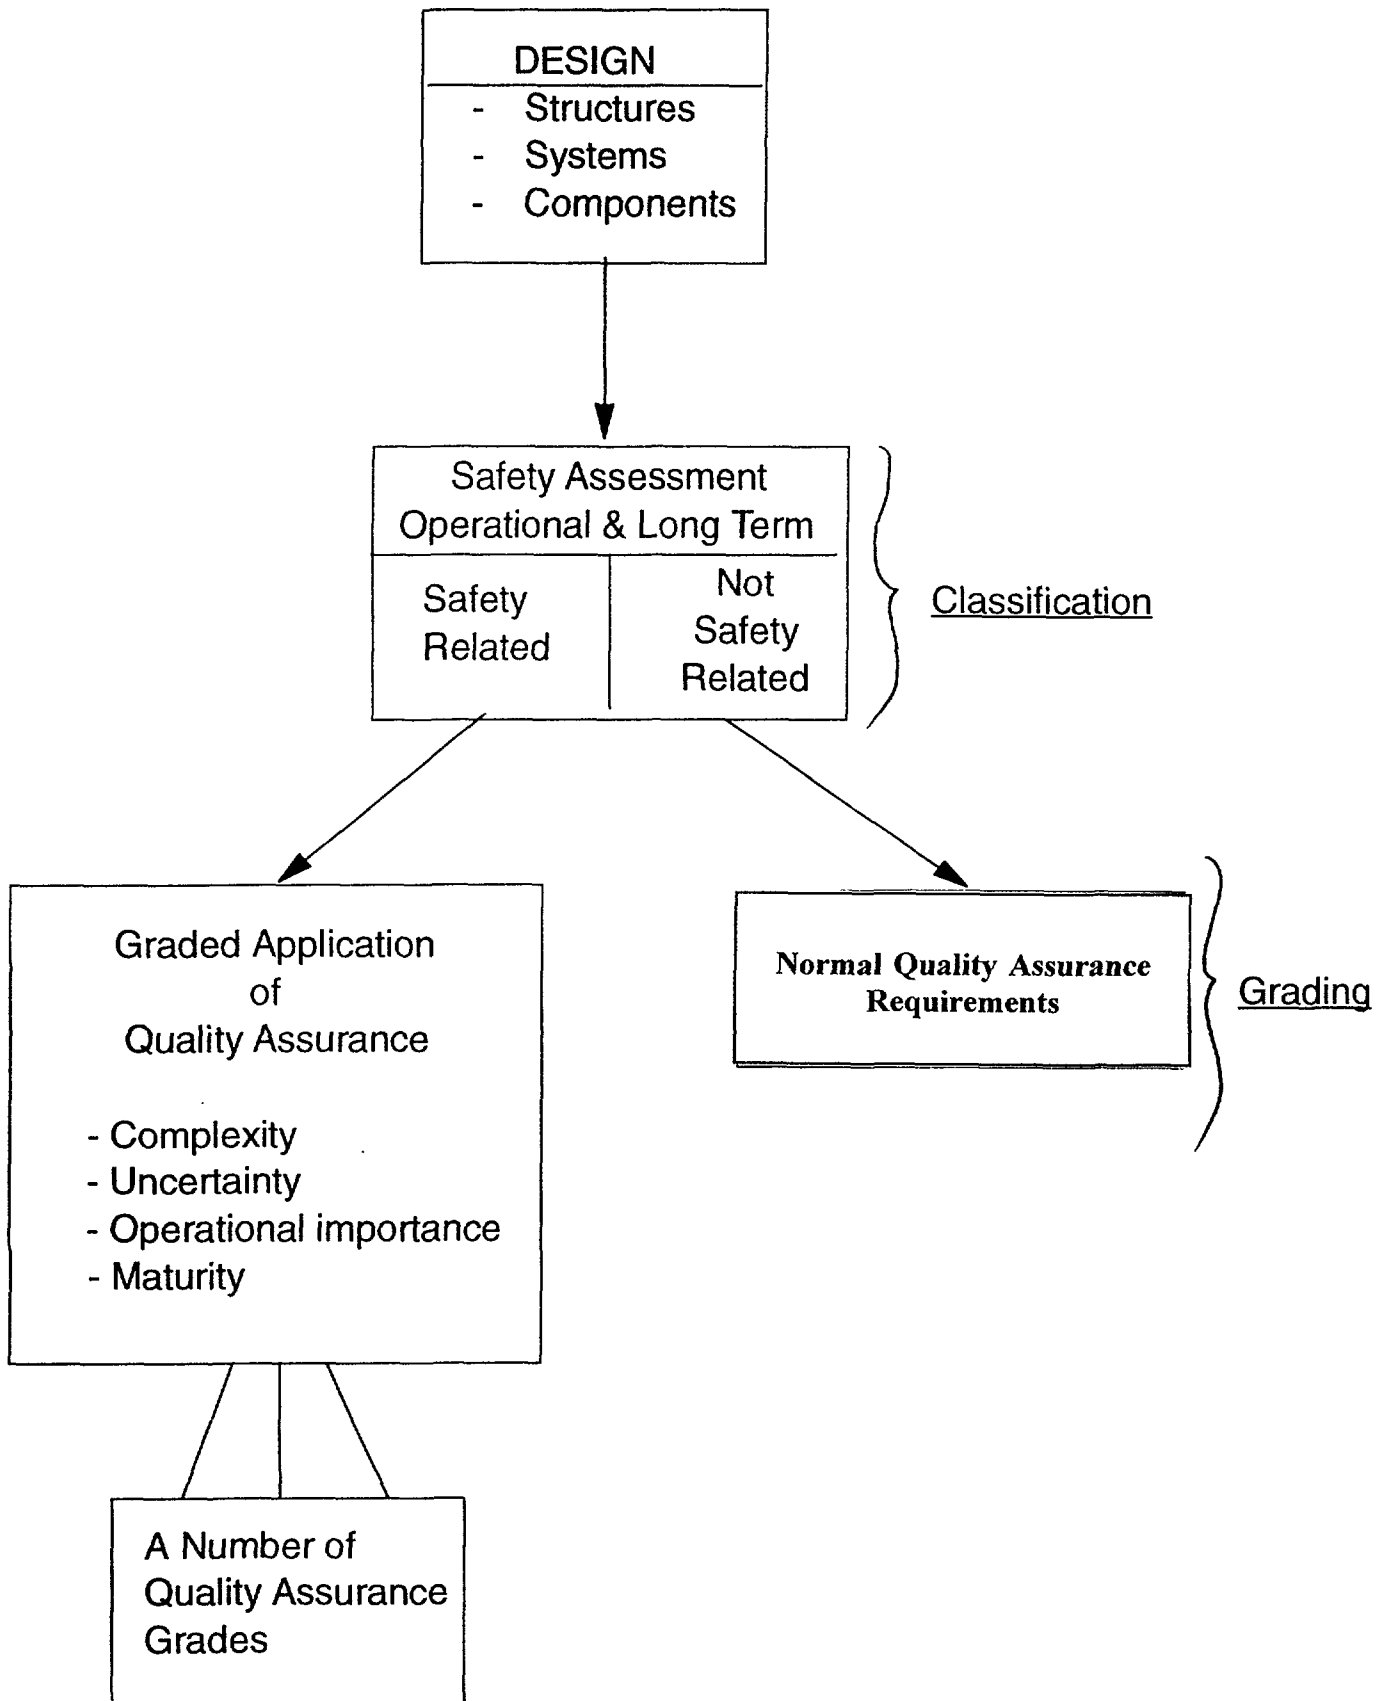 DESIGN
- Structures
- Systems
- Components
Safety Assessment
Operational & Long Term
Safety
Related
Not
Safety
Related
Classification
Graded Application
of
Quality Assurance
- Complexity
- Uncertainty
- Operational importance
- Maturity
Normal Quality Assurance
Requirements
Grading
A Number of
Quality Assurance
Grades